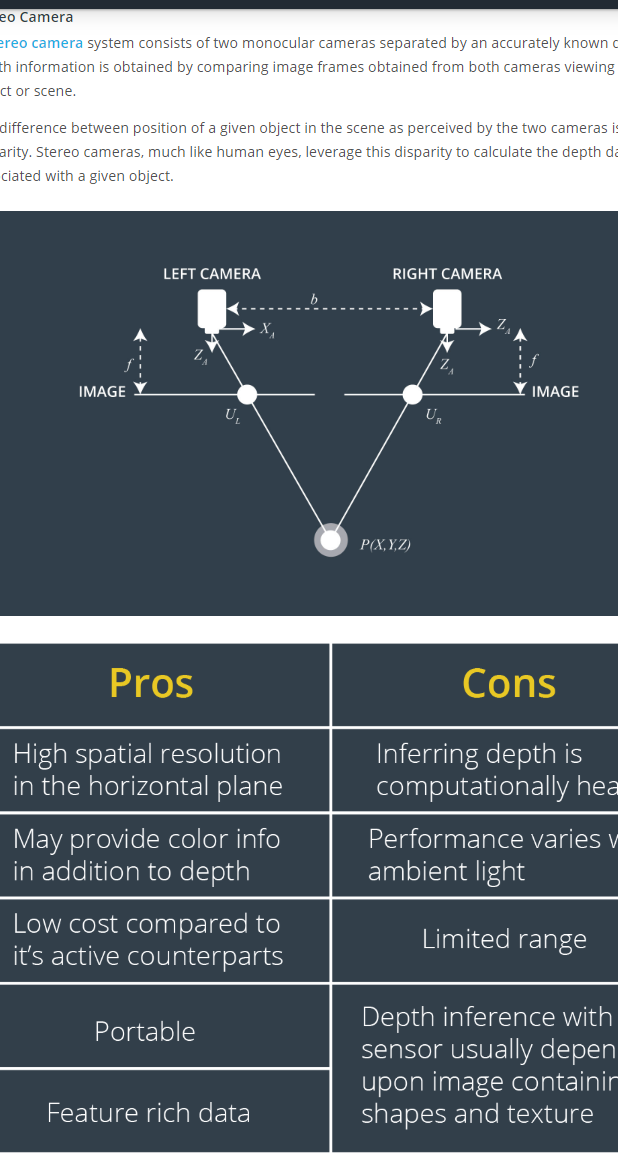 eo Camera
ereo camera system consists of two monocular cameras separated by an accurately known
th information is obtained by comparing image frames obtained from both cameras viewing
ct or scene.
difference between position of a given object in the scene as perceived by the two cameras is
arity. Stereo cameras, much like human eyes, leverage this disparity to calculate the depth da
ciated with a given object.
LEFT CAMERA RIGHT CAMERA
b
X_A Z_A
Z_A Z_A
f f
IMAGE IMAGE
U_L U_R
P(X,Y,Z)
Pros Cons
High spatial resolution
in the horizontal plane
Inferring depth is
computationally hea
May provide color info
in addition to depth
Performance varies
ambient light
Low cost compared to
it's active counterparts
Limited range
Portable
Feature rich data
Depth inference with
sensor usually depen
upon image containin
shapes and texture